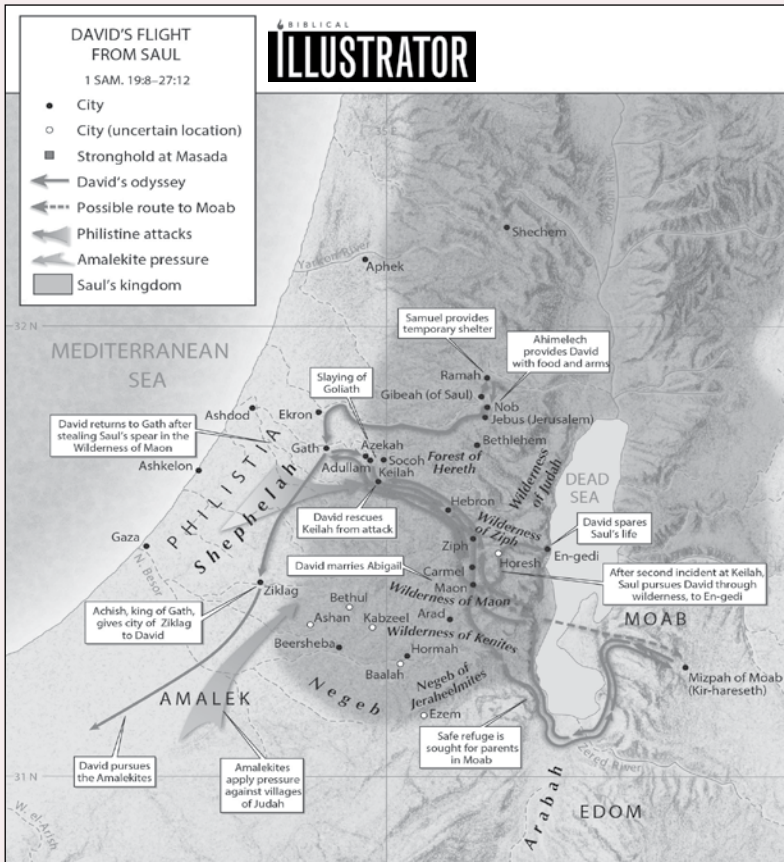 DAVID'S FLIGHT
FROM SAUL
1 SAM. 19:8–27:12
City
City (uncertain location)
Stronghold at Masada
David's odyssey
Possible route to Moab
Philistine attacks
Amalekite pressure
Saul's kingdom
BIBLICAL
ILLUSTRATOR
35 E
Shechem
Yarkon River
Aphek
32 N
MEDITERRANEAN
SEA
Samuel provides
temporary shelter
Ahimelech
provides David
with food and arms
Ramah
Gibeah (of Saul)
Nob
Jebus (Jerusalem)
Bethlehem
Slaying of
Goliath
Ashdod
Ekron
David returns to Gath after
stealing Saul's spear in the
Wilderness of Maon
Gath
Azekah
Adullam
Socoh
Keilah
Forest of
Hereth
Wilderness
of Judah
DEAD
SEA
Ashkelon
PHILISTIA
Shephelah
David rescues
Keilah from attack
Hebron
Wilderness
of Ziph
David spares
Saul's life
Gaza
N. Besor
Ziph
Horesh
En-gedi
David marries Abigail
Carmel
Maon
After second incident at Keilah,
Saul pursues David through
wilderness, to En-gedi
Ziklag
Wilderness of Maon
MOAB
Achish, king of Gath,
gives city of Ziklag
to David
Bethul
Ashan
Kabzeel
Arad
Wilderness of Kenites
Beersheba
Hormah
Baalah
Mizpah of Moab
(Kir-hareseth)
Negeb
Negeb of
Jerahmeelites
AMALEK
Ezem
Safe refuge is
sought for parents
in Moab
Zered River
David pursues
the Amalekites
Amalekites
apply pressure
against villages
of Judah
31 N
W. el-Arish
Arabah
EDOM